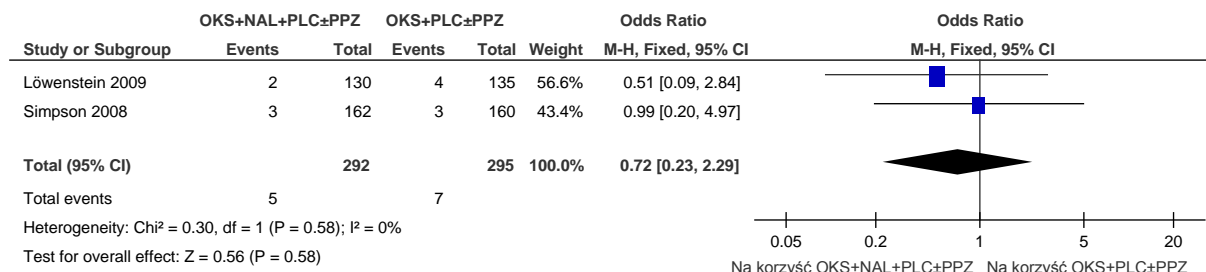 OKS+NAL+PLC±PPZ OKS+PLC±PPZ Odds Ratio Odds Ratio
Study or Subgroup Events Total Events Total Weight M-H, Fixed, 95% CI M-H, Fixed, 95% CI
Löwenstein 2009 2 130 4 135 56.6% 0.51 [0.09, 2.84]
Simpson 2008 3 162 3 160 43.4% 0.99 [0.20, 4.97]
Total (95% CI) 292 295 100.0% 0.72 [0.23, 2.29]
Total events 5 7
Heterogeneity: Chi² = 0.30, df = 1 (P = 0.58); I² = 0%
Test for overall effect: Z = 0.56 (P = 0.58)
0.05 0.2 1 5 20
Na korzyść OKS+NAL+PLC±PPZ Na korzyść OKS+PLC±PPZ